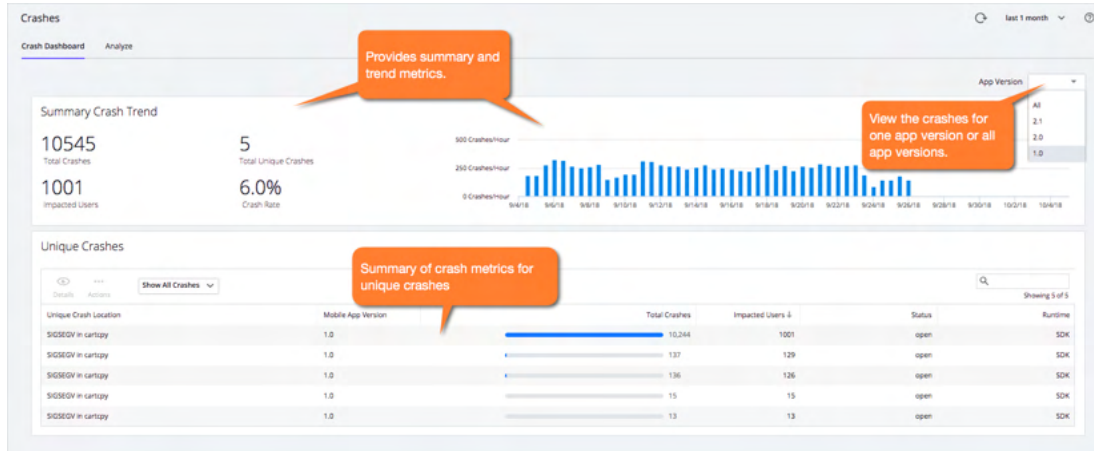 Crashes
last 1 month
Crash Dashboard Analyze
Provides summary and
trend metrics.
App Version
All
2.1
2.0
1.0
View the crashes for
one app version or all
app versions.
Summary Crash Trend
10545
Total Crashes
5
Total Unique Crashes
1001
Impacted Users
6.0%
Crash Rate
500 Crashes/Hour
250 Crashes/Hour
0 Crashes/Hour
9/4/18 9/6/18 9/8/18 9/10/18 9/12/18 9/14/18 9/16/18 9/18/18 9/20/18 9/22/18 9/24/18 9/26/18 9/28/18 9/30/18 10/2/18 10/4/18
Unique Crashes
Summary of crash metrics for
unique crashes
Details Actions
Show All Crashes
Showing 5 of 5
Unique Crash Location Mobile App Version Total Crashes Impacted Users ↓ Status Runtime
SIGSEGV in cartcpy 1.0 10,244 1001 open SDK
SIGSEGV in cartcpy 1.0 137 129 open SDK
SIGSEGV in cartcpy 1.0 136 126 open SDK
SIGSEGV in cartcpy 1.0 15 15 open SDK
SIGSEGV in cartcpy 1.0 13 13 open SDK